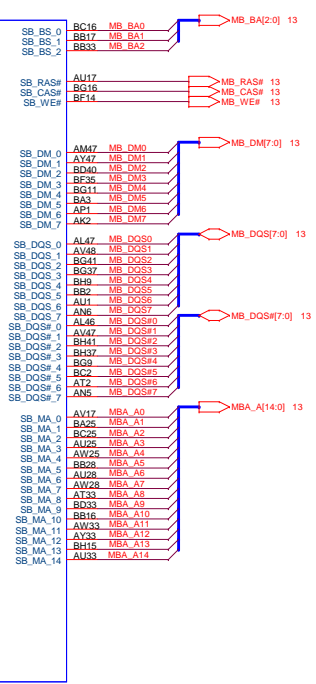 SB_BS_0 BC16 MB_BA0 MB_BA[2:0] 13
SB_BS_1 BB17 MB_BA1
SB_BS_2 BB33 MB_BA2
SB_RAS# AU17 MB_RAS# 13
SB_CAS# BG16 MB_CAS# 13
SB_WE# BF14 MB_WE# 13
SB_DM_0 AM47 MB_DM0 MB_DM[7:0] 13
SB_DM_1 AY47 MB_DM1
SB_DM_2 BD40 MB_DM2
SB_DM_3 BF35 MB_DM3
SB_DM_4 BG11 MB_DM4
SB_DM_5 BA3 MB_DM5
SB_DM_6 AP1 MB_DM6
SB_DM_7 AK2 MB_DM7
SB_DQS_0 AL47 MB_DQS0 MB_DQS[7:0] 13
SB_DQS_1 AV48 MB_DQS1
SB_DQS_2 BG41 MB_DQS2
SB_DQS_3 BG37 MB_DQS3
SB_DQS_4 BH9 MB_DQS4
SB_DQS_5 BB2 MB_DQS5
SB_DQS_6 AU1 MB_DQS6
SB_DQS_7 AN6 MB_DQS7
SB_DQS#_0 AL46 MB_DQS#0 MB_DQS#[7:0] 13
SB_DQS#_1 AV47 MB_DQS#1
SB_DQS#_2 BH41 MB_DQS#2
SB_DQS#_3 BH37 MB_DQS#3
SB_DQS#_4 BG9 MB_DQS#4
SB_DQS#_5 BC2 MB_DQS#5
SB_DQS#_6 AT2 MB_DQS#6
SB_DQS#_7 AN5 MB_DQS#7
SB_MA_0 AV17 MBA_A0 MBA_A[14:0] 13
SB_MA_1 BA25 MBA_A1
SB_MA_2 BC25 MBA_A2
SB_MA_3 AU25 MBA_A3
SB_MA_4 AW25 MBA_A4
SB_MA_5 BB28 MBA_A5
SB_MA_6 AU28 MBA_A6
SB_MA_7 AW28 MBA_A7
SB_MA_8 AT33 MBA_A8
SB_MA_9 BD33 MBA_A9
SB_MA_10 BB16 MBA_A10
SB_MA_11 AW33 MBA_A11
SB_MA_12 AY33 MBA_A12
SB_MA_13 BH15 MBA_A13
SB_MA_14 AU33 MBA_A14